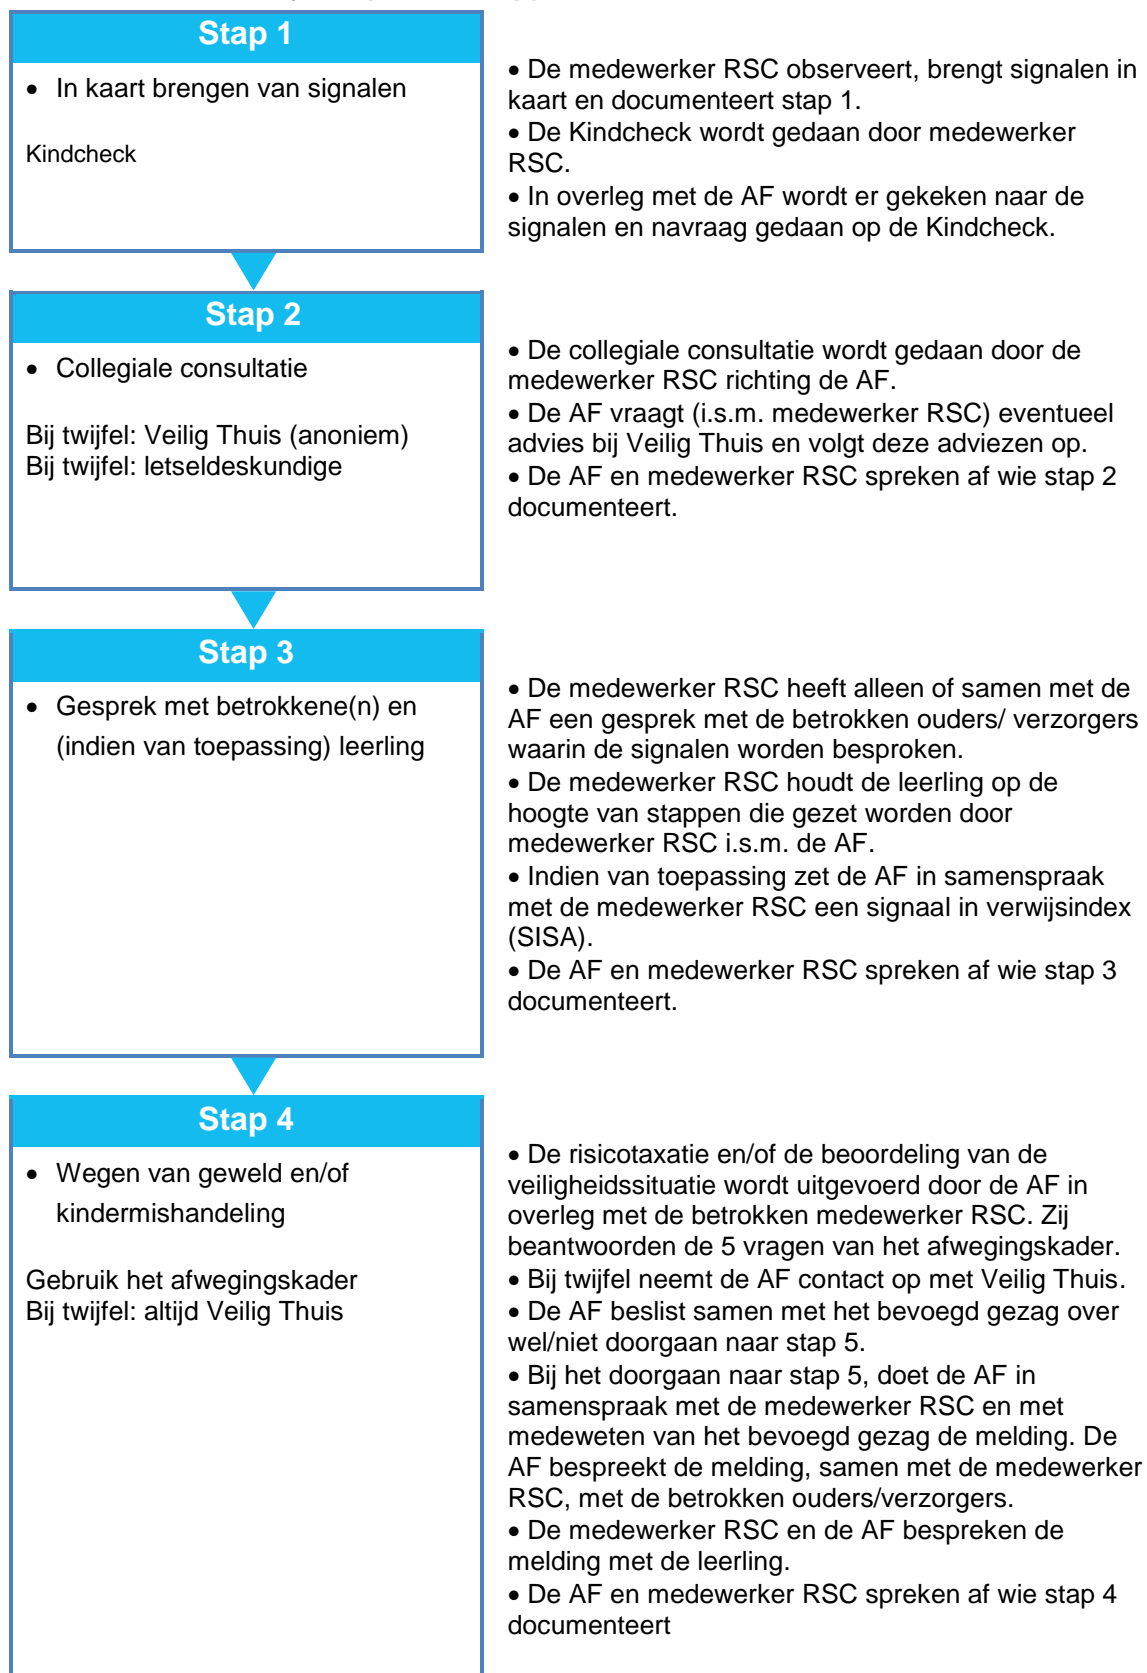 Stap 1
• In kaart brengen van signalen
Kindcheck
• De medewerker RSC observeert, brengt signalen in
kaart en documenteert stap 1.
• De Kindcheck wordt gedaan door medewerker
RSC.
• In overleg met de AF wordt er gekeken naar de
signalen en navraag gedaan op de Kindcheck.
Stap 2
• Collegiale consultatie
Bij twijfel: Veilig Thuis (anoniem)
Bij twijfel: letseldeskundige
• De collegiale consultatie wordt gedaan door de
medewerker RSC richting de AF.
• De AF vraagt (i.s.m. medewerker RSC) eventueel
advies bij Veilig Thuis en volgt deze adviezen op.
• De AF en medewerker RSC spreken af wie stap 2
documenteert.
Stap 3
• Gesprek met betrokkene(n) en
(indien van toepassing) leerling
• De medewerker RSC heeft alleen of samen met de
AF een gesprek met de betrokken ouders/ verzorgers
waarin de signalen worden besproken.
• De medewerker RSC houdt de leerling op de
hoogte van stappen die gezet worden door
medewerker RSC i.s.m. de AF.
• Indien van toepassing zet de AF in samenspraak
met de medewerker RSC een signaal in verwijsindex
(SISA).
• De AF en medewerker RSC spreken af wie stap 3
documenteert.
Stap 4
• Wegen van geweld en/of
kindermishandeling
Gebruik het afwegingskader
Bij twijfel: altijd Veilig Thuis
• De risicotaxatie en/of de beoordeling van de
veiligheidssituatie wordt uitgevoerd door de AF in
overleg met de betrokken medewerker RSC. Zij
beantwoorden de 5 vragen van het afwegingskader.
• Bij twijfel neemt de AF contact op met Veilig Thuis.
• De AF beslist samen met het bevoegd gezag over
wel/niet doorgaan naar stap 5.
• Bij het doorgaan naar stap 5, doet de AF in
samenspraak met de medewerker RSC en met
medeweten van het bevoegd gezag de melding. De
AF bespreekt de melding, samen met de medewerker
RSC, met de betrokken ouders/verzorgers.
• De medewerker RSC en de AF bespreken de
melding met de leerling.
• De AF en medewerker RSC spreken af wie stap 4
documenteert